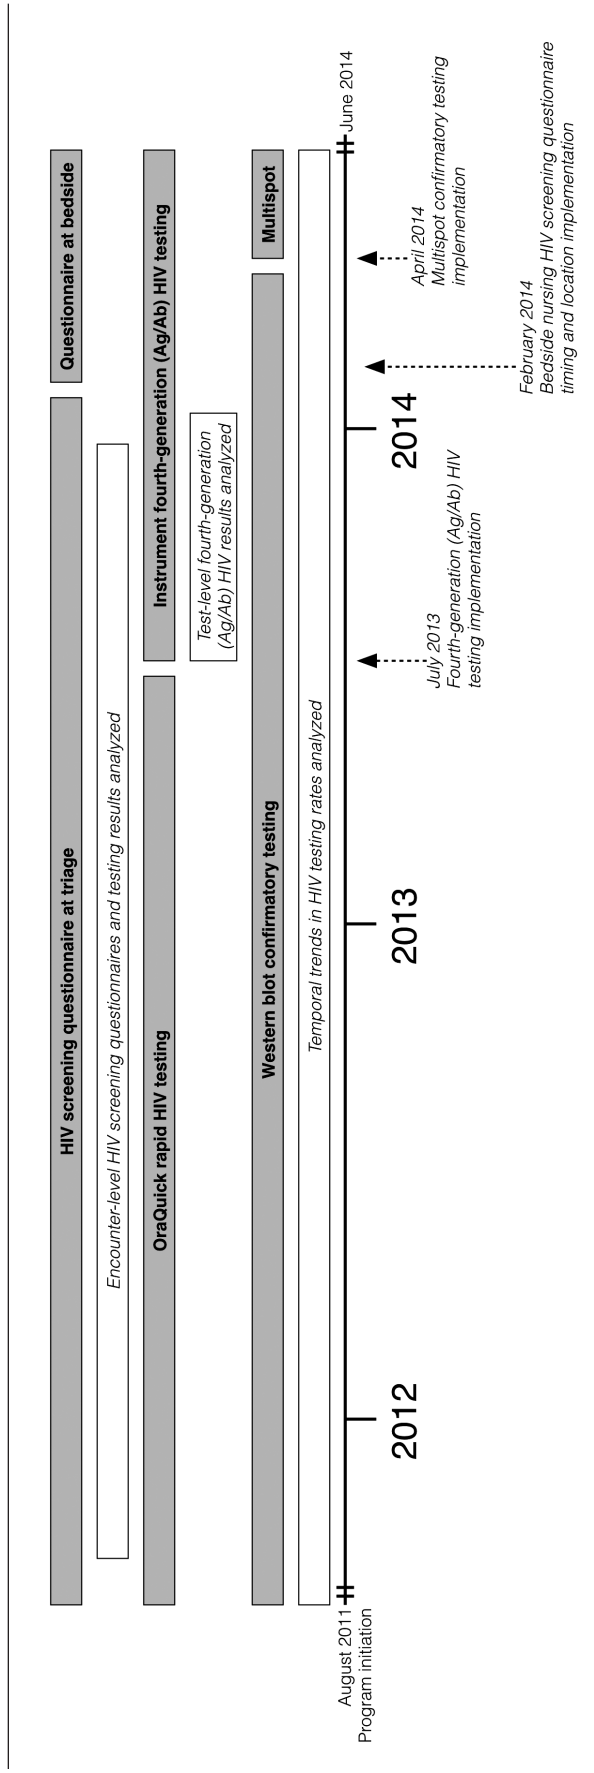 HIV screening questionnaire at triage
Questionnaire at bedside
Encounter-level HIV screening questionnaires and testing results analyzed
OraQuick rapid HIV testing
Instrument fourth-generation (Ag/Ab) HIV testing
Test-level fourth-generation
(Ag/Ab) HIV results analyzed
Western blot confirmatory testing
Multispot
Temporal trends in HIV testing rates analyzed
August 2011
Program initiation
June 2014
2012
2013
2014
July 2013
Fourth-generation (Ag/Ab) HIV
testing implementation
April 2014
Multispot confirmatory testing
implementation
February 2014
Bedside nursing HIV screening questionnaire
timing and location implementation